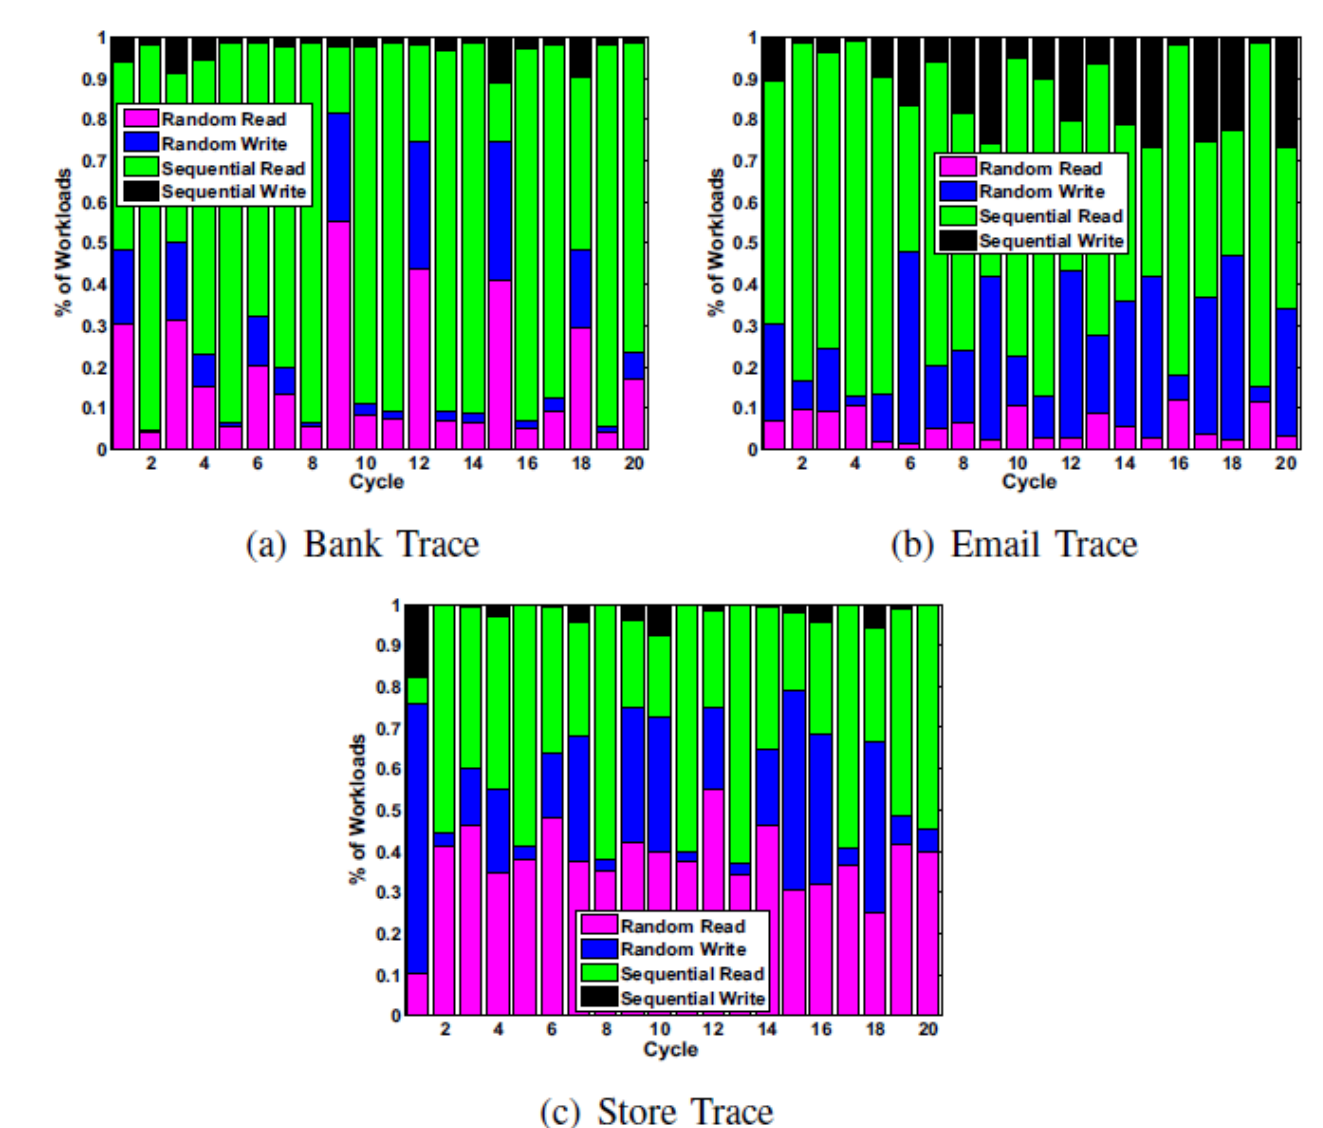 1
0.9
0.8
0.7
0.6
0.5
0.4
0.3
0.2
0.1
0
% of Workloads
Random Read
Random Write
Sequential Read
Sequential Write
2 4 6 8 10 12 14 16 18 20
Cycle
(a) Bank Trace
1
0.9
0.8
0.7
0.6
0.5
0.4
0.3
0.2
0.1
0
% of Workloads
Random Read
Random Write
Sequential Read
Sequential Write
2 4 6 8 10 12 14 16 18 20
Cycle
(b) Email Trace
1
0.9
0.8
0.7
0.6
0.5
0.4
0.3
0.2
0.1
0
% of Workloads
Random Read
Random Write
Sequential Read
Sequential Write
2 4 6 8 10 12 14 16 18 20
Cycle
(c) Store Trace